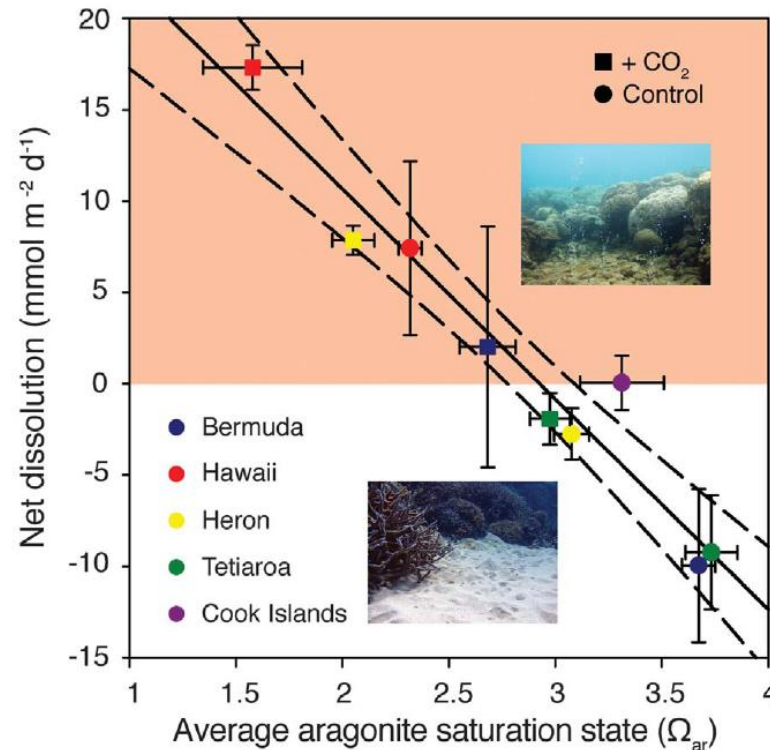 20
15
10
5
0
-5
-10
-15
Net dissolution (mmol m⁻² d⁻¹)
+ CO₂
Control
Bermuda
Hawaii
Heron
Tetiaroa
Cook Islands
1 1.5 2 2.5 3 3.5 4
Average aragonite saturation state (Ωₐᵣ)